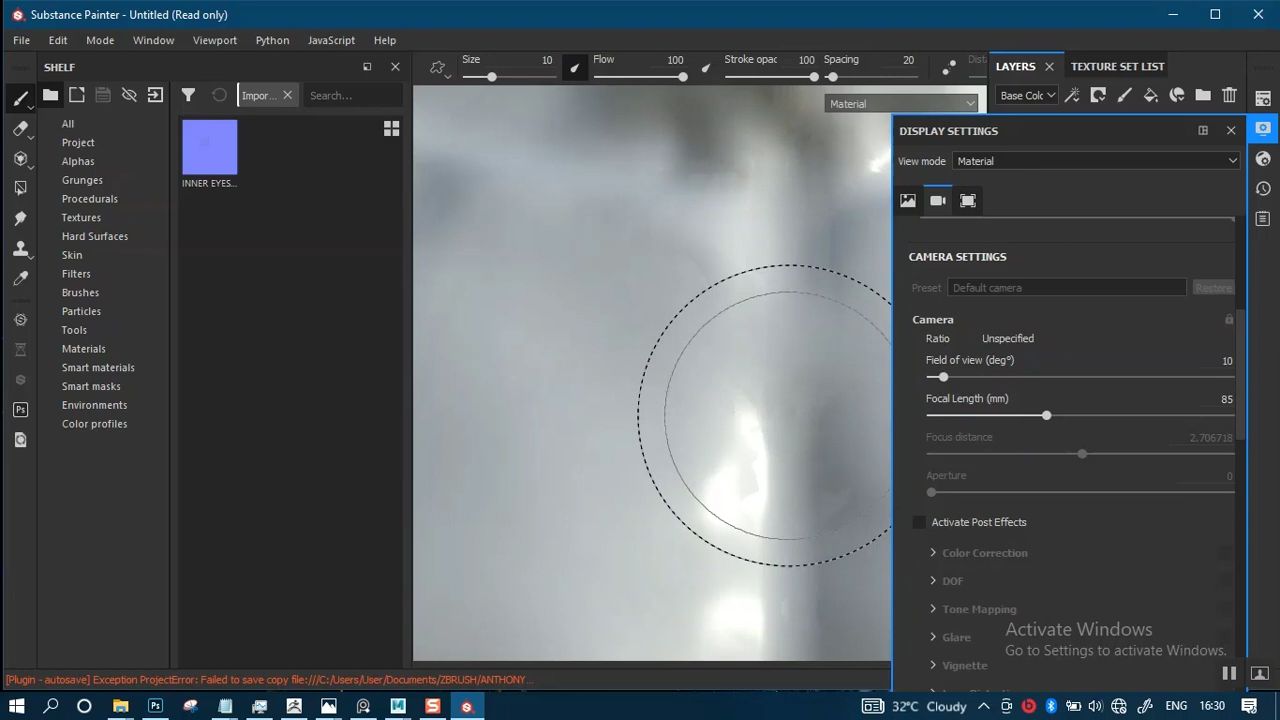 Substance Painter - Untitled (Read only)
File Edit Mode Window Viewport Python JavaScript Help
SHELF
Impor...
Search...
All
Project
Alphas
Grunges
Procedurals
Textures
Hard Surfaces
Skin
Filters
Brushes
Particles
Tools
Materials
Smart materials
Smart masks
Environments
Color profiles
INNER EYES...
Size 10 Flow 100 Stroke opac 100 Spacing 20
Material
LAYERS TEXTURE SET LIST
Base Colo
DISPLAY SETTINGS
View mode Material
CAMERA SETTINGS
Preset Default camera Restore
Camera
Ratio Unspecified
Field of view (deg°) 10
Focal Length (mm) 85
Focus distance 2.706718
Aperture 0
Activate Post Effects
Color Correction
DOF
Tone Mapping
Glare
Vignette
Activate Windows
Go to Settings to activate Windows.
[Plugin - autosave] Exception ProjectError: Failed to save copy file:///C:/Users/User/Documents/ZBRUSH/ANTHONY...
Ps
Ps
32°C Cloudy
ENG 16:30